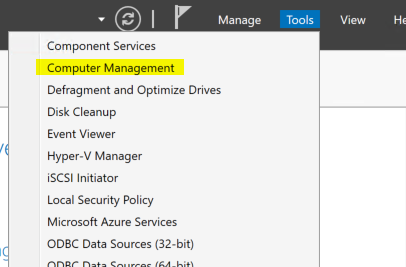 Manage Tools View
Component Services
Computer Management
Defragment and Optimize Drives
Disk Cleanup
Event Viewer
Hyper-V Manager
iSCSI Initiator
Local Security Policy
Microsoft Azure Services
ODBC Data Sources (32-bit)
ODBC Data Sources (64-bit)